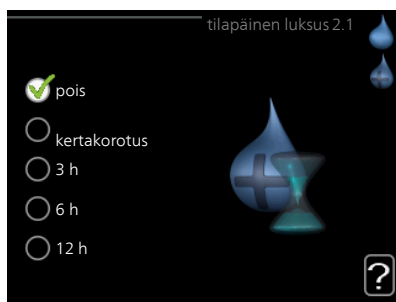 tilapäinen luksus 2.1
pois
kertakorotus
3 h
6 h
12 h
?